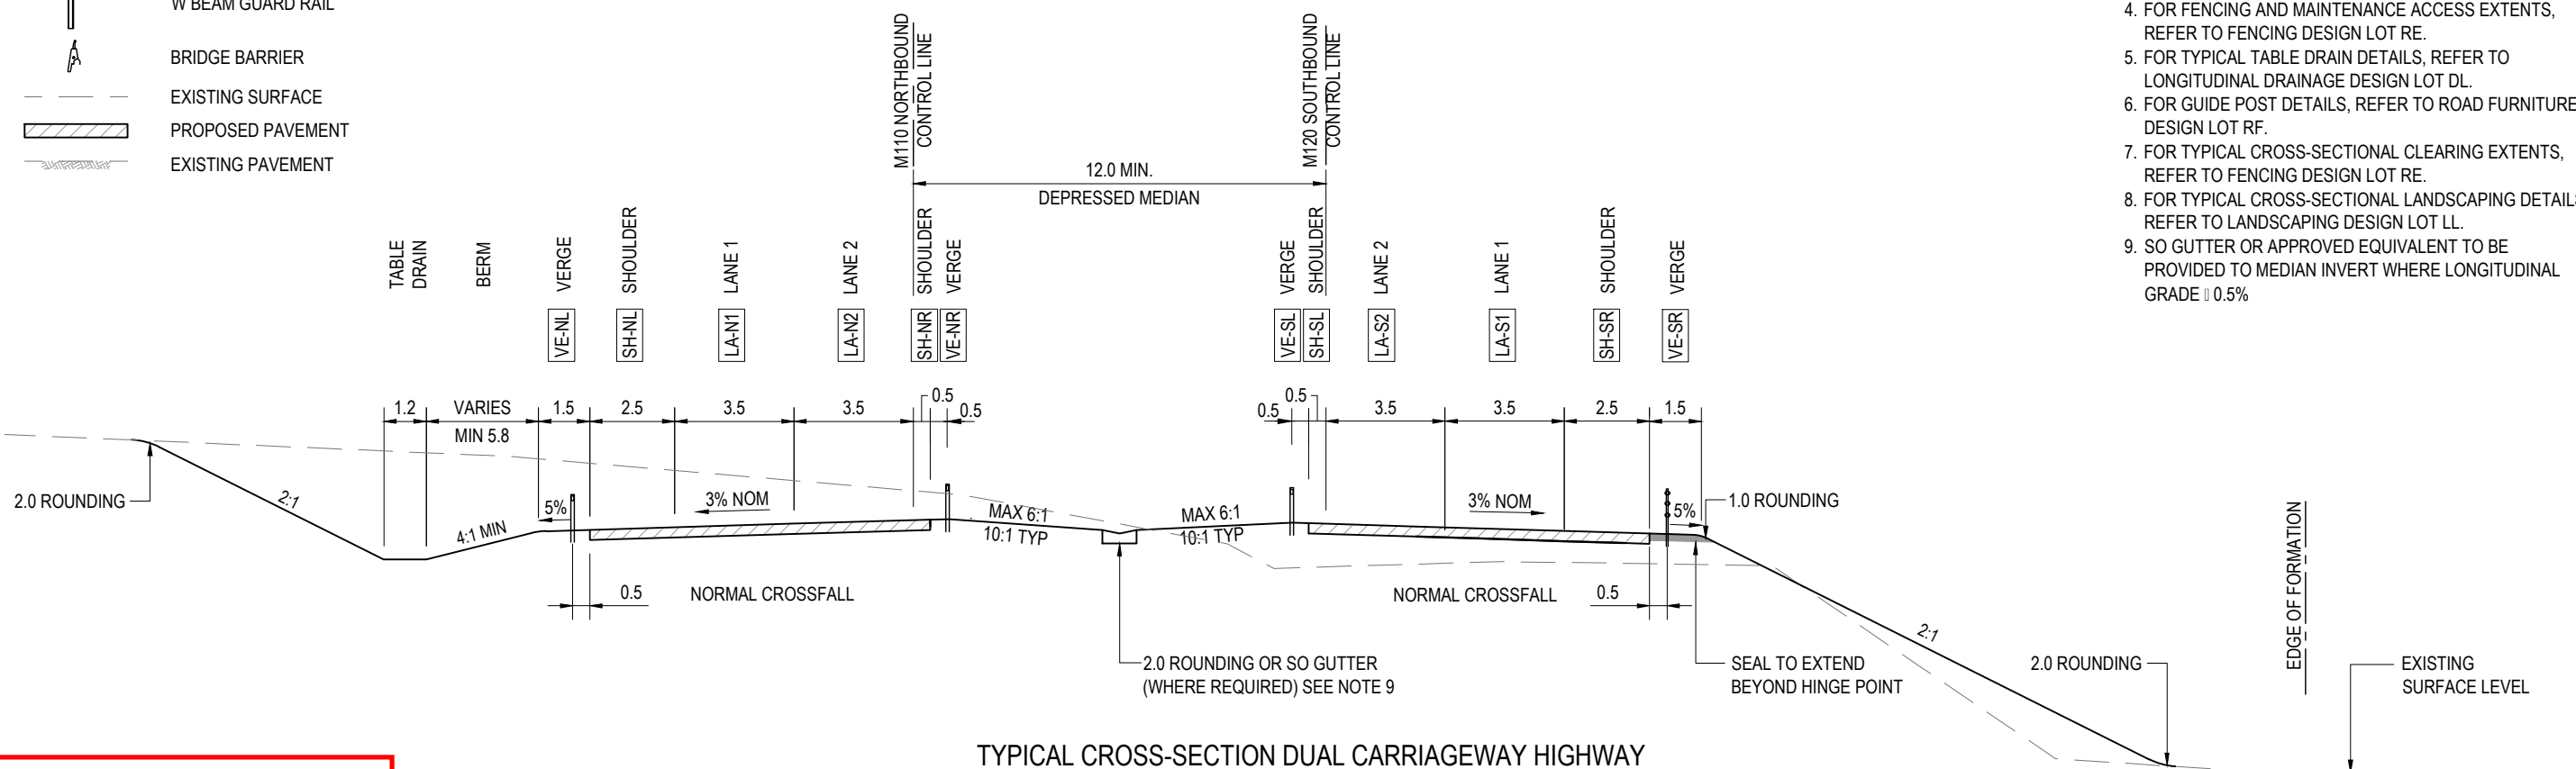 W BEAM GUARD RAIL
BRIDGE BARRIER
EXISTING SURFACE
PROPOSED PAVEMENT
EXISTING PAVEMENT
M110 NORTHBOUND
CONTROL LINE
M120 SOUTHBOUND
CONTROL LINE
12.0 MIN.
DEPRESSED MEDIAN
4. FOR FENCING AND MAINTENANCE ACCESS EXTENTS,
REFER TO FENCING DESIGN LOT RE.
5. FOR TYPICAL TABLE DRAIN DETAILS, REFER TO
LONGITUDINAL DRAINAGE DESIGN LOT DL.
6. FOR GUIDE POST DETAILS, REFER TO ROAD FURNITURE
DESIGN LOT RF.
7. FOR TYPICAL CROSS-SECTIONAL CLEARING EXTENTS,
REFER TO FENCING DESIGN LOT RE.
8. FOR TYPICAL CROSS-SECTIONAL LANDSCAPING DETAILS
REFER TO LANDSCAPING DESIGN LOT LL.
9. SO GUTTER OR APPROVED EQUIVALENT TO BE
PROVIDED TO MEDIAN INVERT WHERE LONGITUDINAL
GRADE 0.5%
TABLE
DRAIN
BERM
VERGE
SHOULDER
LANE 1
LANE 2
SHOULDER
VERGE
VERGE
SHOULDER
LANE 2
LANE 1
SHOULDER
VERGE
VE-NL
SH-NL
LA-N1
LA-N2
SH-NR
VE-NR
VE-SL
SH-SL
LA-S2
LA-S1
SH-SR
VE-SR
1.2
VARIES
MIN 5.8
1.5
2.5
3.5
3.5
0.5
0.5
0.5
0.5
3.5
3.5
2.5
1.5
2.0 ROUNDING
2:1
4:1 MIN
5%
3% NOM
MAX 6:1
10:1 TYP
MAX 6:1
10:1 TYP
3% NOM
5%
1.0 ROUNDING
0.5
NORMAL CROSSFALL
NORMAL CROSSFALL
0.5
2:1
2.0 ROUNDING OR SO GUTTER
(WHERE REQUIRED) SEE NOTE 9
SEAL TO EXTEND
BEYOND HINGE POINT
2.0 ROUNDING
EDGE OF FORMATION
EXISTING
SURFACE LEVEL
TYPICAL CROSS-SECTION DUAL CARRIAGEWAY HIGHWAY